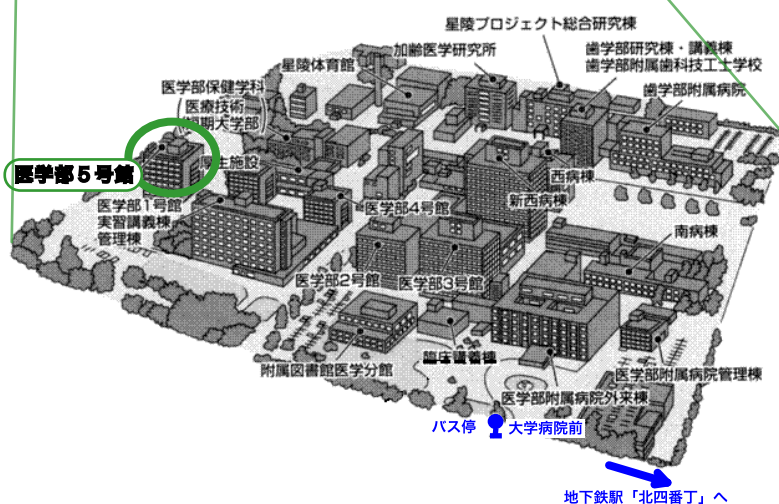 星陵プロジェクト総合研究棟
加齢医学研究所
歯学部研究棟・講義棟
歯学部附属歯科技工士学校
星陵体育館
歯学部附属病院
医学部保健学科
医療技術
短期大学部
医学部5号館
厚生施設
西病棟
新西病棟
医学部1号館
実習講義棟
管理棟
医学部4号館
南病棟
医学部2号館
医学部3号館
臨床講義棟
附属図書館医学分館
医学部附属病院管理棟
医学部附属病院外来棟
バス停
大学病院前
地下鉄駅「北四番丁」へ